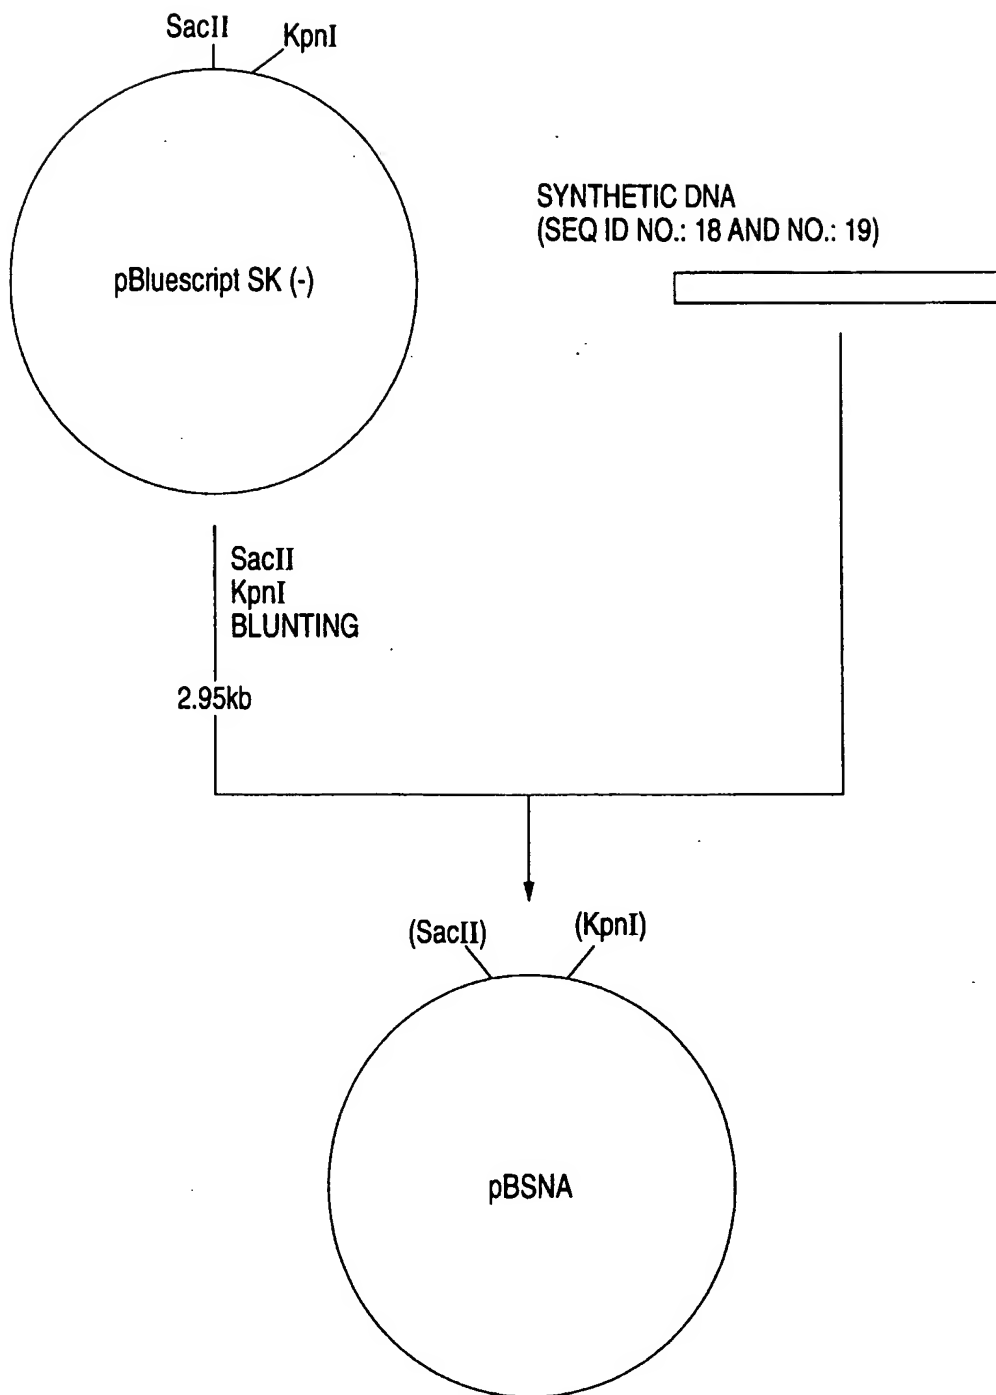 SacII
KpnI
pBluescript SK (-)
SYNTHETIC DNA
(SEQ ID NO.: 18 AND NO.: 19)
SacII
KpnI
BLUNTING
2.95kb
(SacII)
(KpnI)
pBSNA